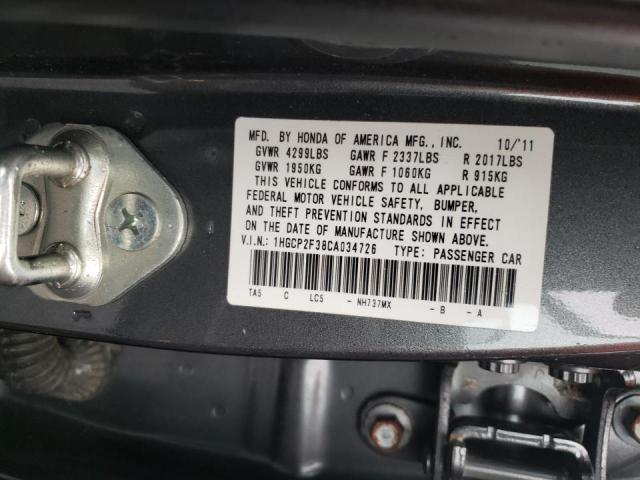 MFD. BY HONDA OF AMERICA MFG., INC. 10/'11
GVWR 4299LBS GAWR F 2337LBS R 2017LBS
GVWR 1950KG GAWR F 1060KG R 915KG
THIS VEHICLE CONFORMS TO ALL APPLICABLE
FEDERAL MOTOR VEHICLE SAFETY, BUMPER,
AND THEFT PREVENTION STANDARDS IN EFFECT
ON THE DATE OF MANUFACTURE SHOWN ABOVE.
V.I.N.: 1HGCP2F36CA034726 TYPE: PASSENGER CAR
TA5 C LC5 - NH737MX - B - A